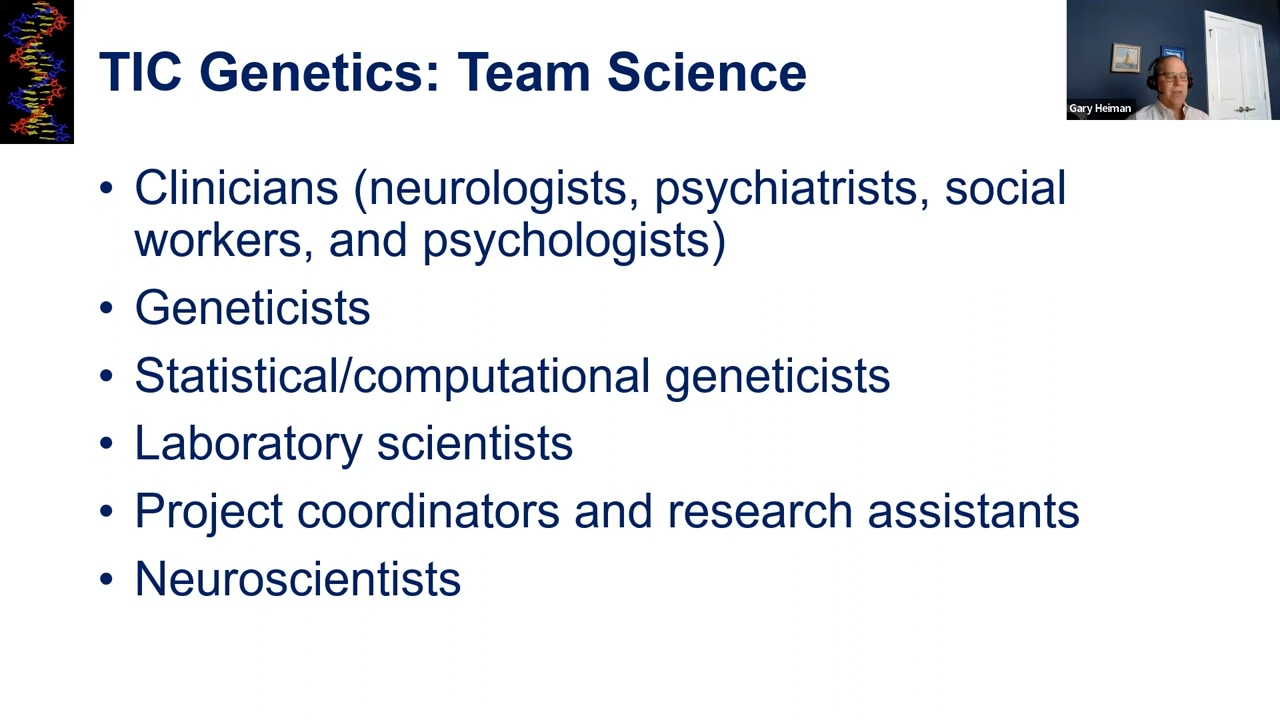 TIC Genetics: Team Science
Gary Heiman
• Clinicians (neurologists, psychiatrists, social
workers, and psychologists)
• Geneticists
• Statistical/computational geneticists
• Laboratory scientists
• Project coordinators and research assistants
• Neuroscientists